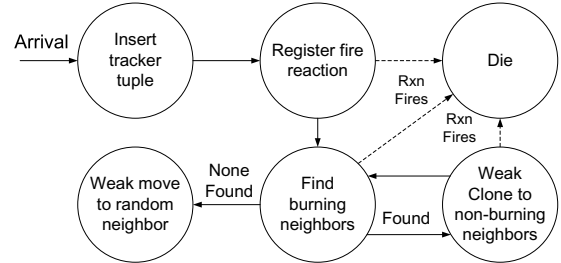 Arrival
Insert
tracker
tuple
Register fire
reaction
Rxn
Fires
Die
Rxn
Fires
Weak move
to random
neighbor
None
Found
Find
burning
neighbors
Found
Weak
Clone to
non-burning
neighbors